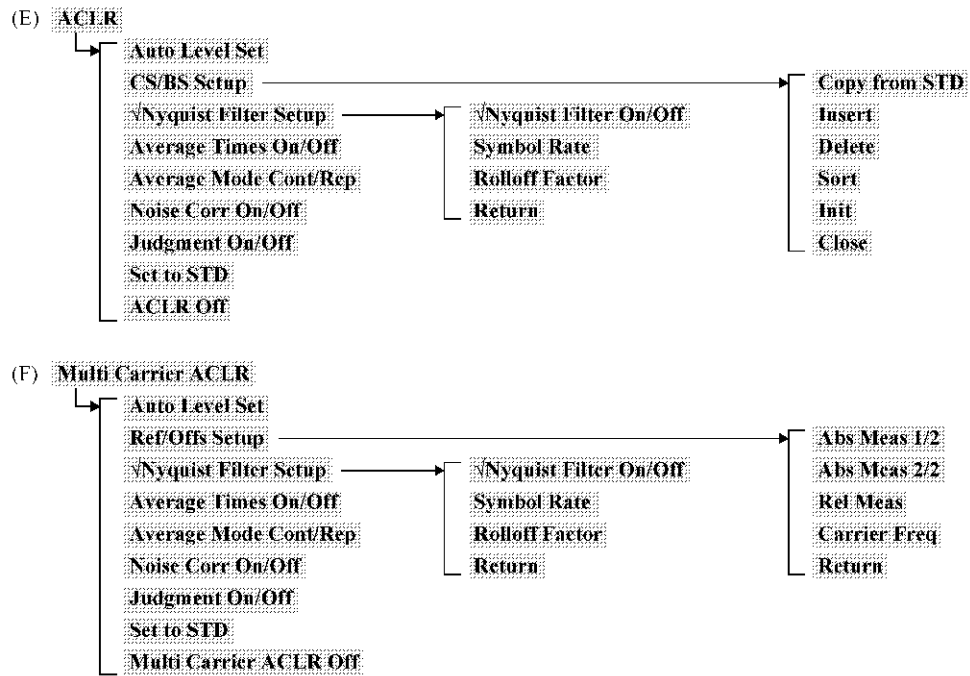 (E) ACLR
Auto Level Set
CS/BS Setup
Copy from STD
√Nyquist Filter Setup
√Nyquist Filter On/Off
Insert
Average Times On/Off
Symbol Rate
Delete
Average Mode Cont/Rep
Rolloff Factor
Sort
Noise Corr On/Off
Return
Init
Judgment On/Off
Close
Set to STD
ACLR Off
(F) Multi Carrier ACLR
Auto Level Set
Ref/Offs Setup
Abs Meas 1/2
√Nyquist Filter Setup
√Nyquist Filter On/Off
Abs Meas 2/2
Average Times On/Off
Symbol Rate
Rel Meas
Average Mode Cont/Rep
Rolloff Factor
Carrier Freq
Noise Corr On/Off
Return
Return
Judgment On/Off
Set to STD
Multi Carrier ACLR Off